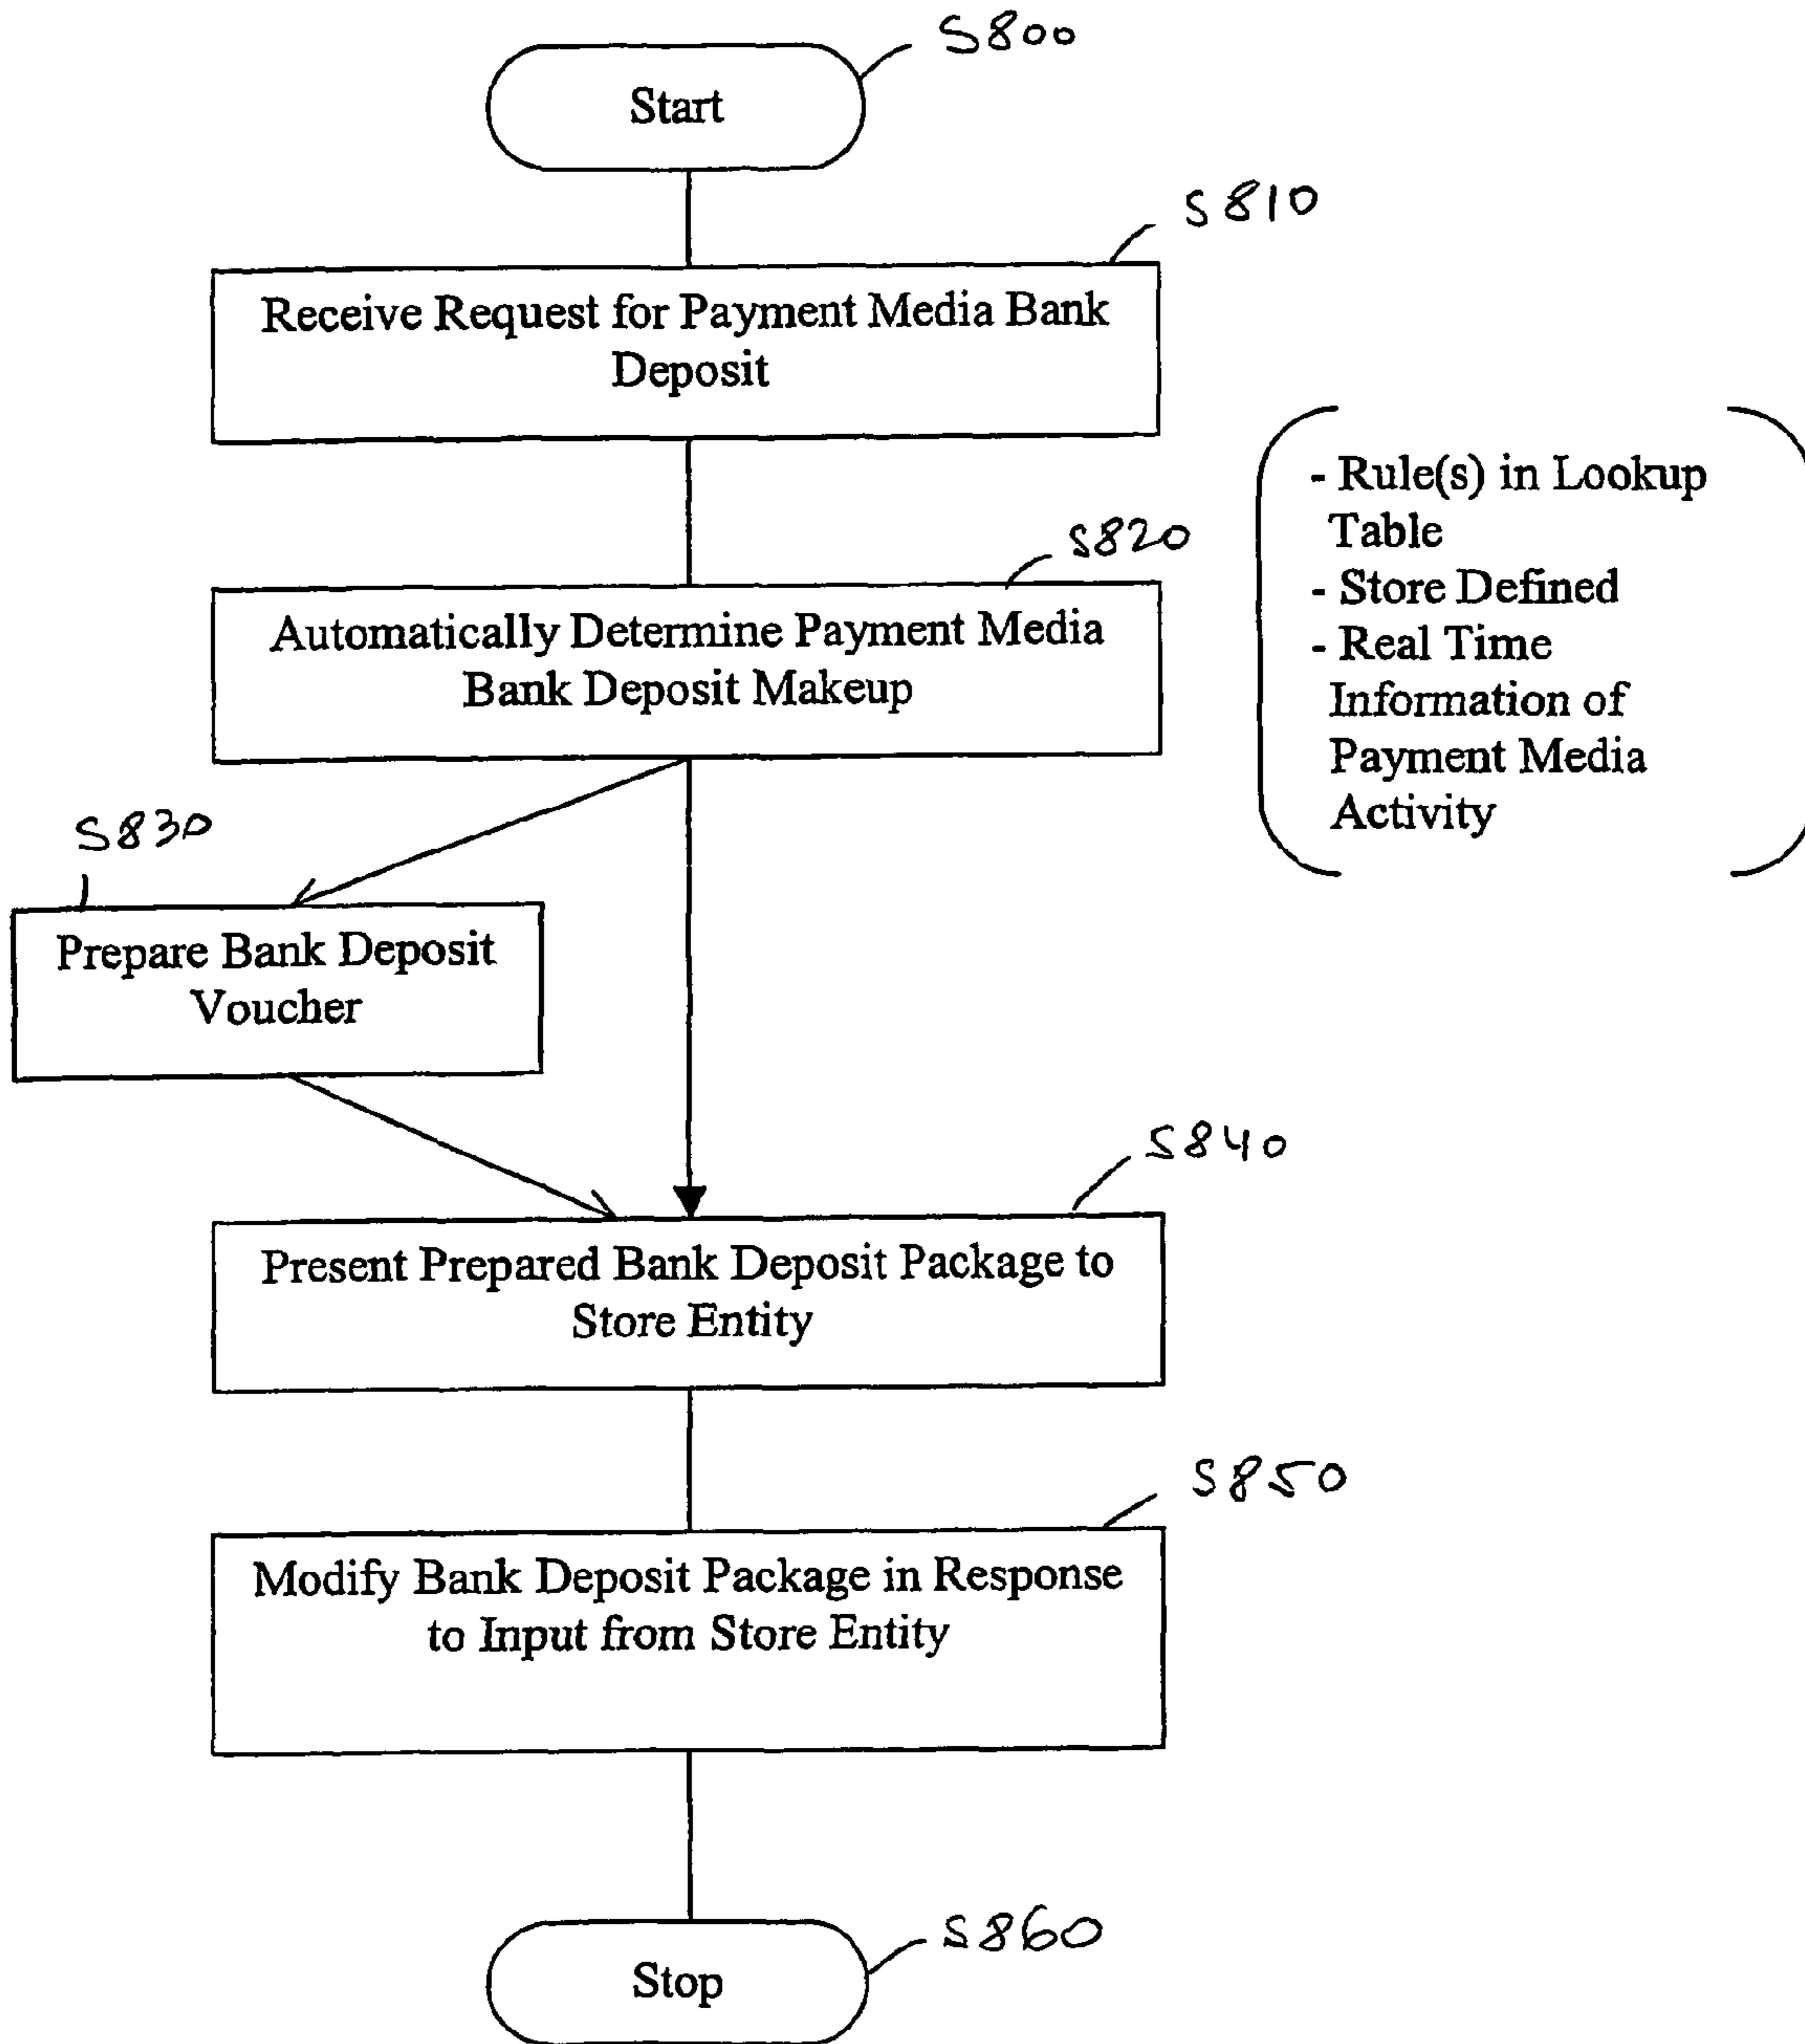 S800
Start
S810
Receive Request for Payment Media Bank
Deposit
S820
Automatically Determine Payment Media
Bank Deposit Makeup
- Rule(s) in Lookup
Table
- Store Defined
- Real Time
Information of
Payment Media
Activity
S830
Prepare Bank Deposit
Voucher
S840
Present Prepared Bank Deposit Package to
Store Entity
S850
Modify Bank Deposit Package in Response
to Input from Store Entity
S860
Stop